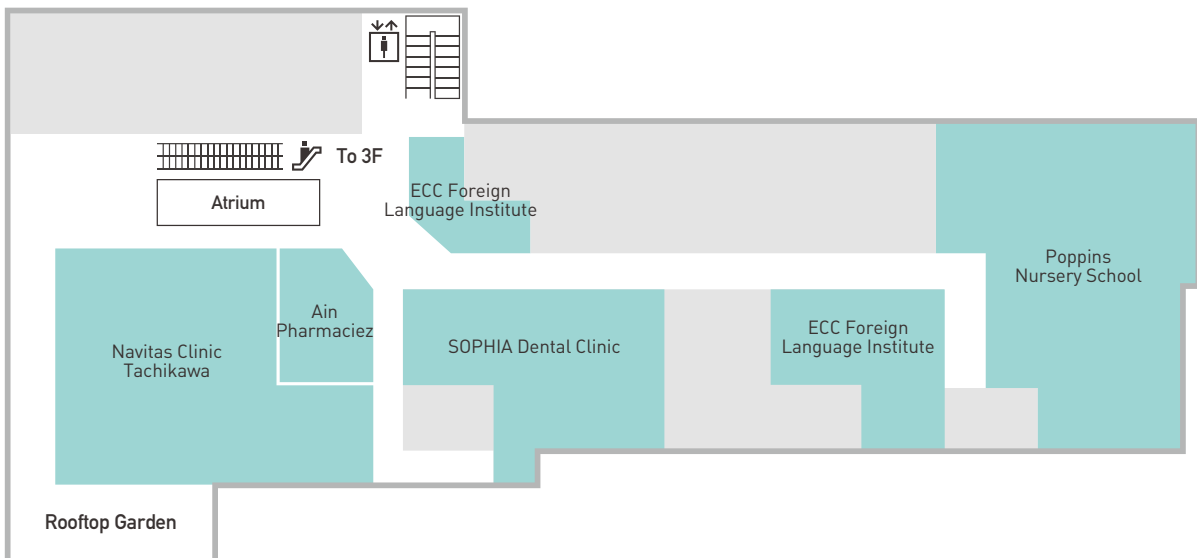 To 3F
Atrium
ECC Foreign
Language Institute
Poppins
Nursery School
Ain
Pharmaciez
Navitas Clinic
Tachikawa
SOPHIA Dental Clinic
ECC Foreign
Language Institute
Rooftop Garden